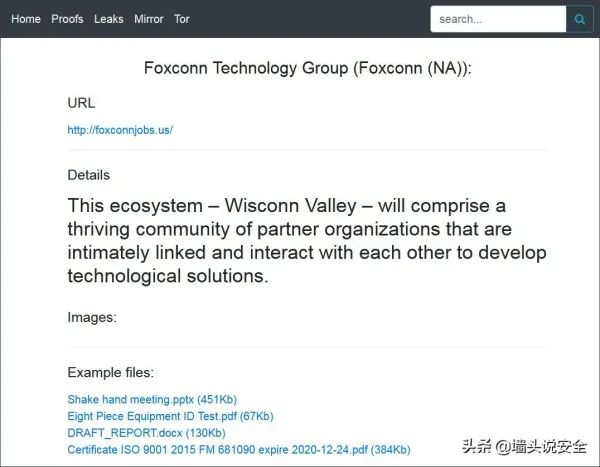 Home Proofs Leaks Mirror Tor search...
Foxconn Technology Group (Foxconn (NA)):
URL
http://foxconnjobs.us/
Details
This ecosystem – Wisconn Valley – will comprise a
thriving community of partner organizations that are
intimately linked and interact with each other to develop
technological solutions.
Images:
Example files:
Shake hand meeting.pptx (451Kb)
Eight Piece Equipment ID Test.pdf (67Kb)
DRAFT_REPORT.docx (130Kb)
Certificate ISO 9001 2015 FM 681090 expire 2020-12-24.pdf (384Kb)
头条 @墙头说安全